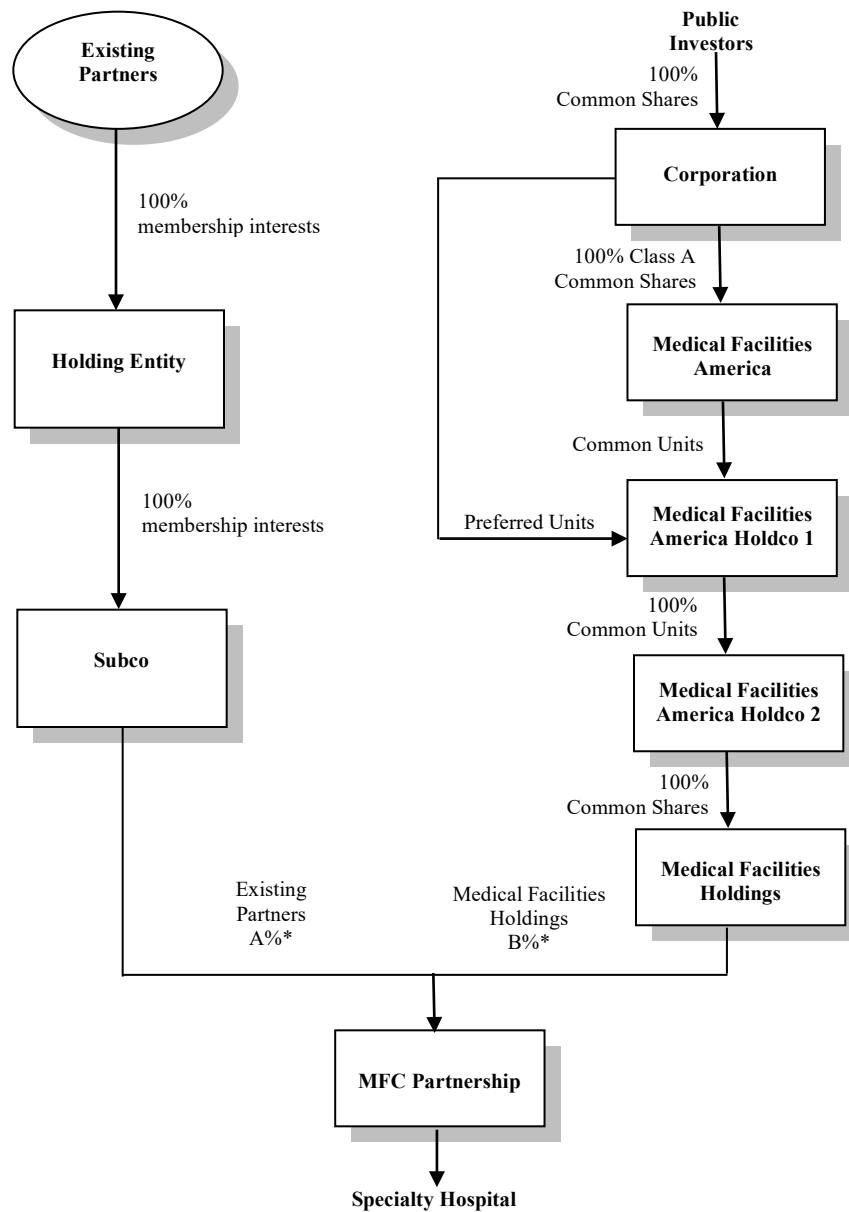 Existing
Partners
100%
membership interests
Holding Entity
100%
membership interests
Subco
Public
Investors
100%
Common Shares
Corporation
100% Class A
Common Shares
Medical Facilities
America
Common Units
Preferred Units
Medical Facilities
America Holdco 1
100%
Common Units
Medical Facilities
America Holdco 2
100%
Common Shares
Medical Facilities
Holdings
Existing
Partners
A%*
Medical Facilities
Holdings
B%*
MFC Partnership
Specialty Hospital